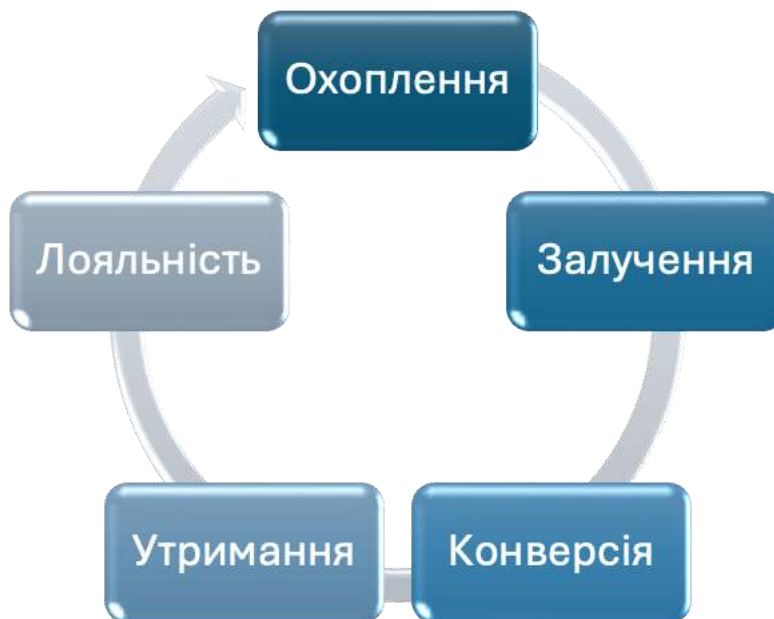 Охоплення
Залучення
Конверсія
Утримання
Лояльність